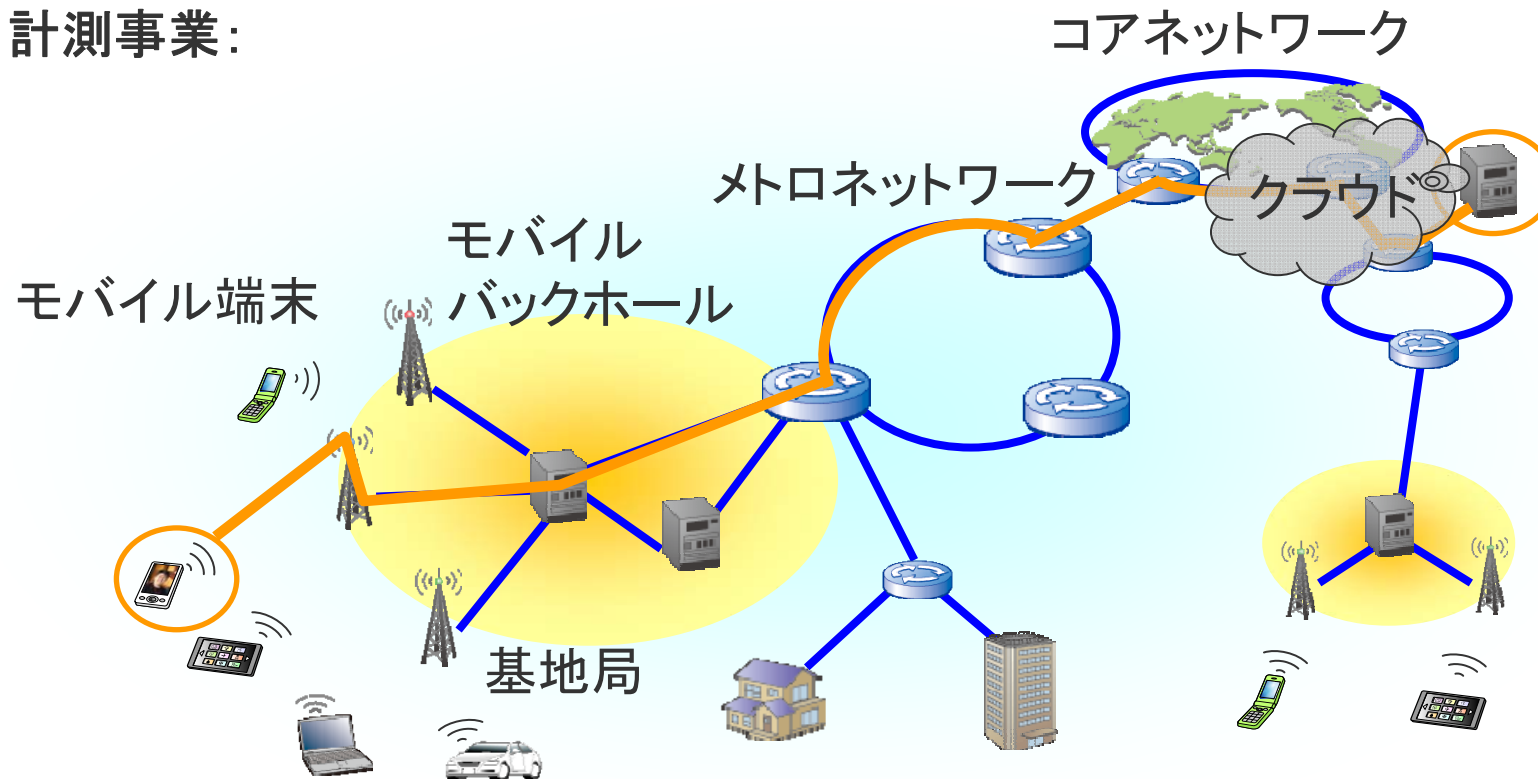 計測事業:
コアネットワーク
メトロネットワーク
クラウド
モバイル
バックホール
モバイル端末
基地局